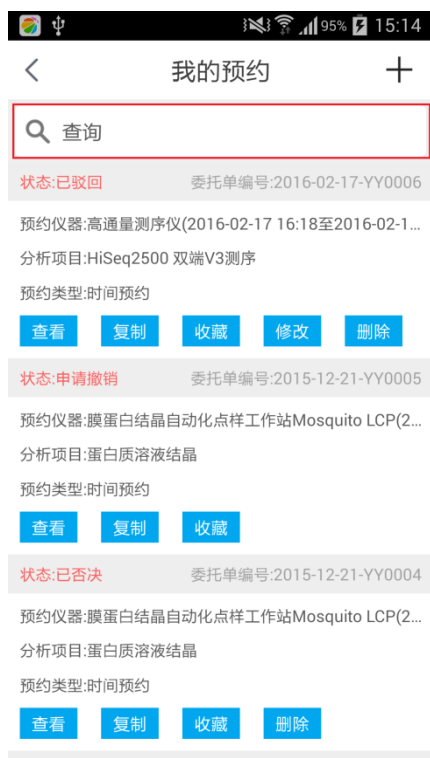 95% 15:14
我的预约
查询
状态:已驳回 委托单编号:2016-02-17-YY0006
预约仪器:高通量测序仪(2016-02-17 16:18至2016-02-1...
分析项目:HiSeq2500 双端V3测序
预约类型:时间预约
查看 复制 收藏 修改 删除
状态:申请撤销 委托单编号:2015-12-21-YY0005
预约仪器:膜蛋白结晶自动化点样工作站Mosquito LCP(2...
分析项目:蛋白质溶液结晶
预约类型:时间预约
查看 复制 收藏
状态:已否决 委托单编号:2015-12-21-YY0004
预约仪器:膜蛋白结晶自动化点样工作站Mosquito LCP(2...
分析项目:蛋白质溶液结晶
预约类型:时间预约
查看 复制 收藏 删除